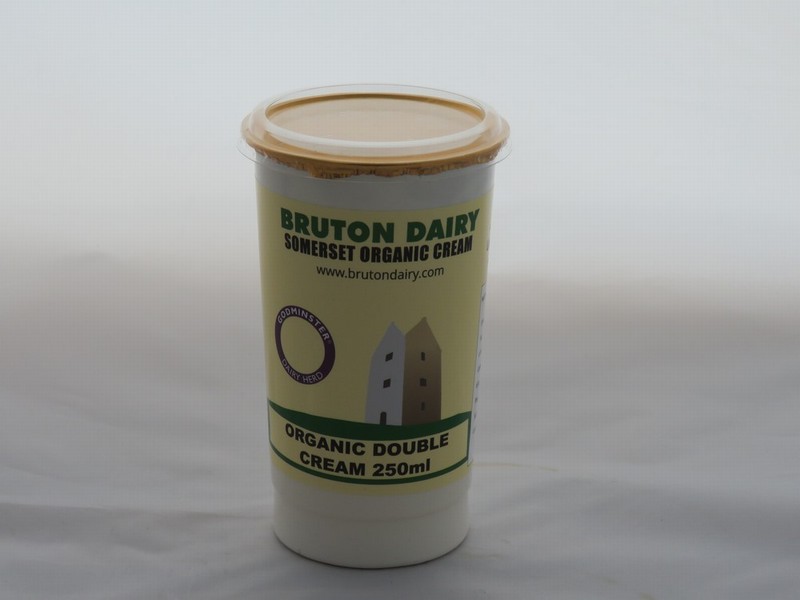 BRUTON DAIRY
SOMERSET ORGANIC CREAM
www.brutondairy.com
GODMINSTER
DAIRY HERD
ORGANIC DOUBLE
CREAM 250ml